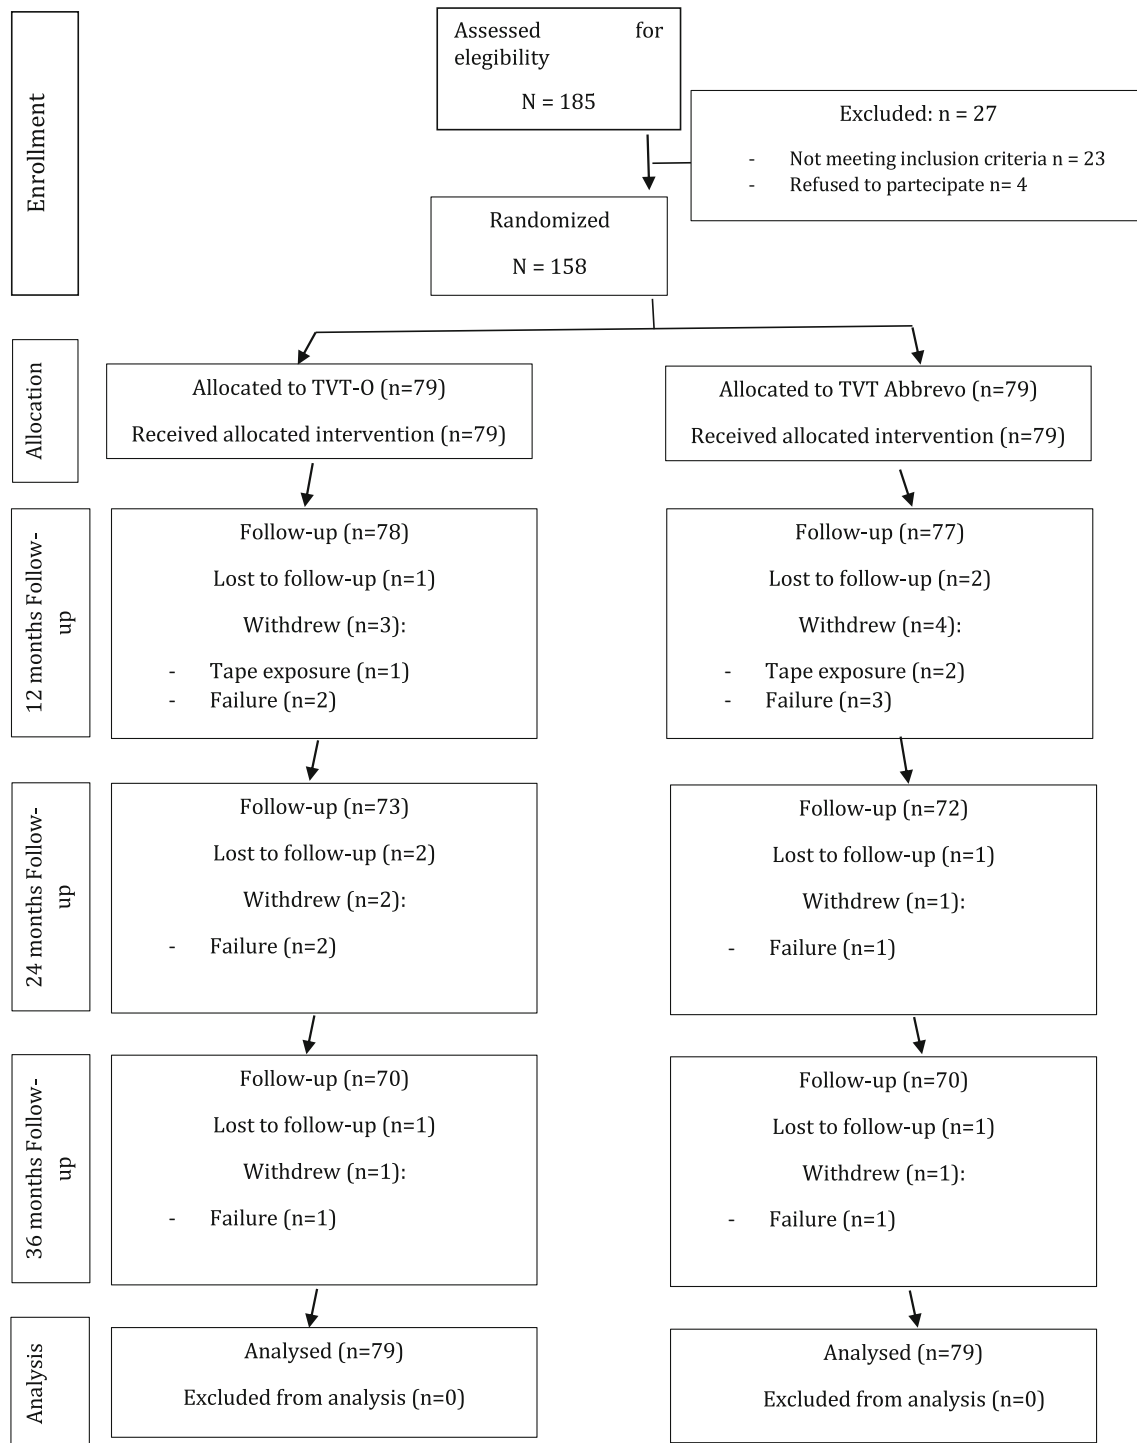 Enrollment
Assessed for
elegibility
N = 185
Excluded: n = 27
- Not meeting inclusion criteria n = 23
- Refused to partecipate n= 4
Randomized
N = 158
Allocation
Allocated to TVT-O (n=79)
Received allocated intervention (n=79)
Allocated to TVT Abbrevo (n=79)
Received allocated intervention (n=79)
12 months Follow-
up
Follow-up (n=78)
Lost to follow-up (n=1)
Withdrew (n=3):
- Tape exposure (n=1)
- Failure (n=2)
Follow-up (n=77)
Lost to follow-up (n=2)
Withdrew (n=4):
- Tape exposure (n=2)
- Failure (n=3)
24 months Follow-
up
Follow-up (n=73)
Lost to follow-up (n=2)
Withdrew (n=2):
- Failure (n=2)
Follow-up (n=72)
Lost to follow-up (n=1)
Withdrew (n=1):
- Failure (n=1)
36 months Follow-
up
Follow-up (n=70)
Lost to follow-up (n=1)
Withdrew (n=1):
- Failure (n=1)
Follow-up (n=70)
Lost to follow-up (n=1)
Withdrew (n=1):
- Failure (n=1)
Analysis
Analysed (n=79)
Excluded from analysis (n=0)
Analysed (n=79)
Excluded from analysis (n=0)